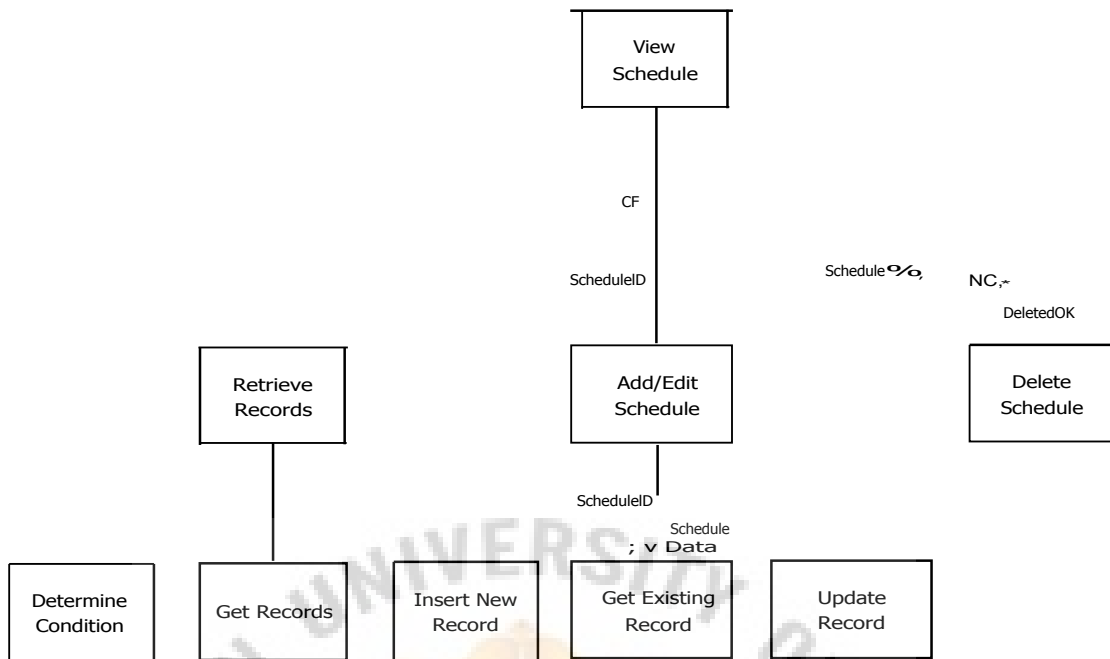 View
Schedule
CF
ScheduleID
Schedule%,
NC,*
DeletedOK
Retrieve
Records
Add/Edit
Schedule
Delete
Schedule
ScheduleID
Schedule
; v Data
UNIVERSITY
Determine
Condition
Get Records
Insert New
Record
Get Existing
Record
Update
Record